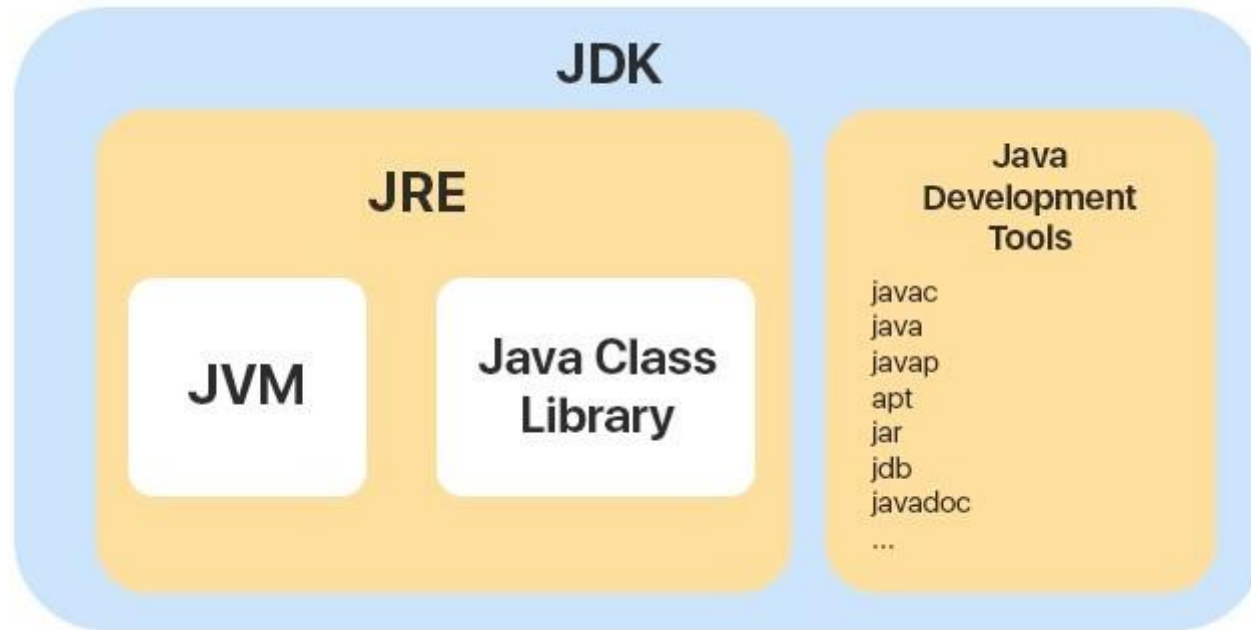 JDK
JRE
JVM
Java Class
Library
Java
Development
Tools
javac
java
javap
apt
jar
jdb
javadoc
...